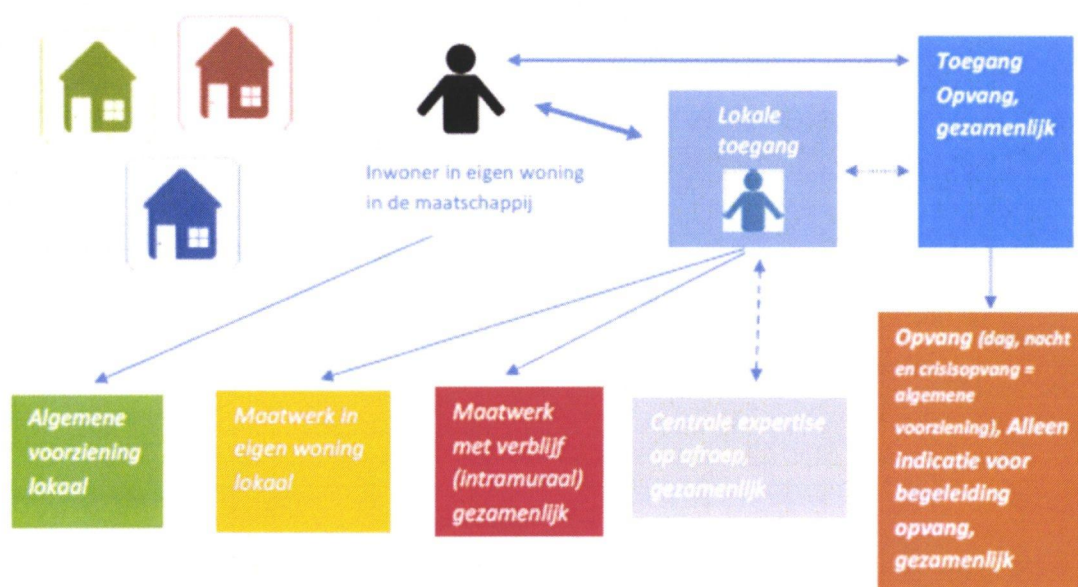 Toegang
Opvang,
gezamenlijk
Lokale
toegang
Inwoner in eigen woning
in de maatschappij
Algemene
voorziening
lokaal
Maatwerk in
eigen woning
lokaal
Maatwerk
met verblijf
(intramuraal)
gezamenlijk
Centrale expertise
op afroep,
gezamenlijk
Opvang (dag, nacht
en crisisopvang =
algemene
voorziening), Alleen
indicatie voor
begeleiding
opvang,
gezamenlijk